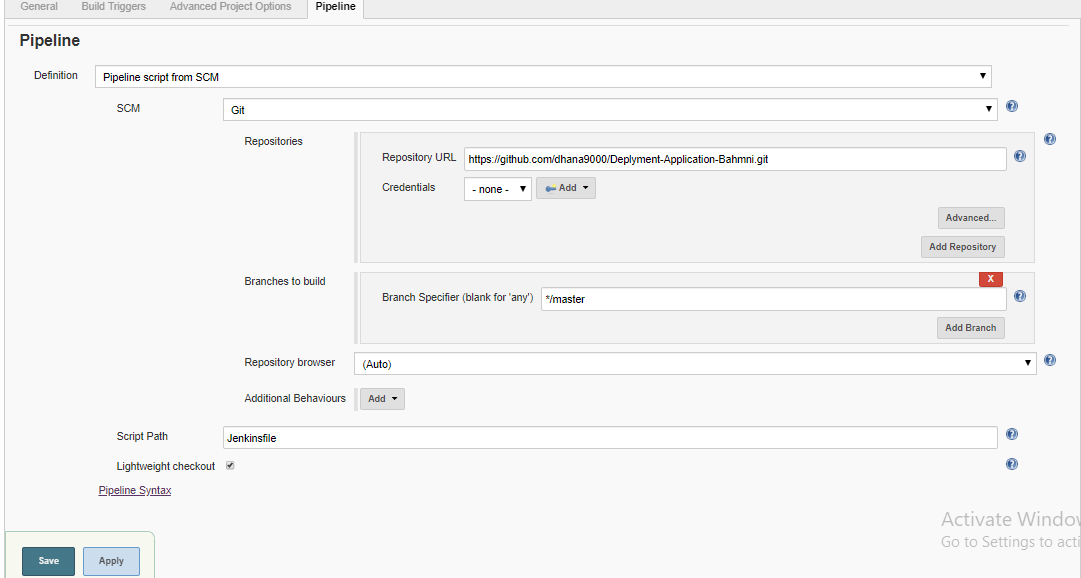 General Build Triggers Advanced Project Options Pipeline
Pipeline
Definition Pipeline script from SCM
SCM Git
Repositories
Repository URL https://github.com/dhana9000/Deplyment-Application-Bahmni.git
Credentials - none - Add
Advanced...
Add Repository
Branches to build X
Branch Specifier (blank for 'any') */master
Add Branch
Repository browser (Auto)
Additional Behaviours Add
Script Path Jenkinsfile
Lightweight checkout
Pipeline Syntax
Activate Window
Go to Settings to acti
Save Apply